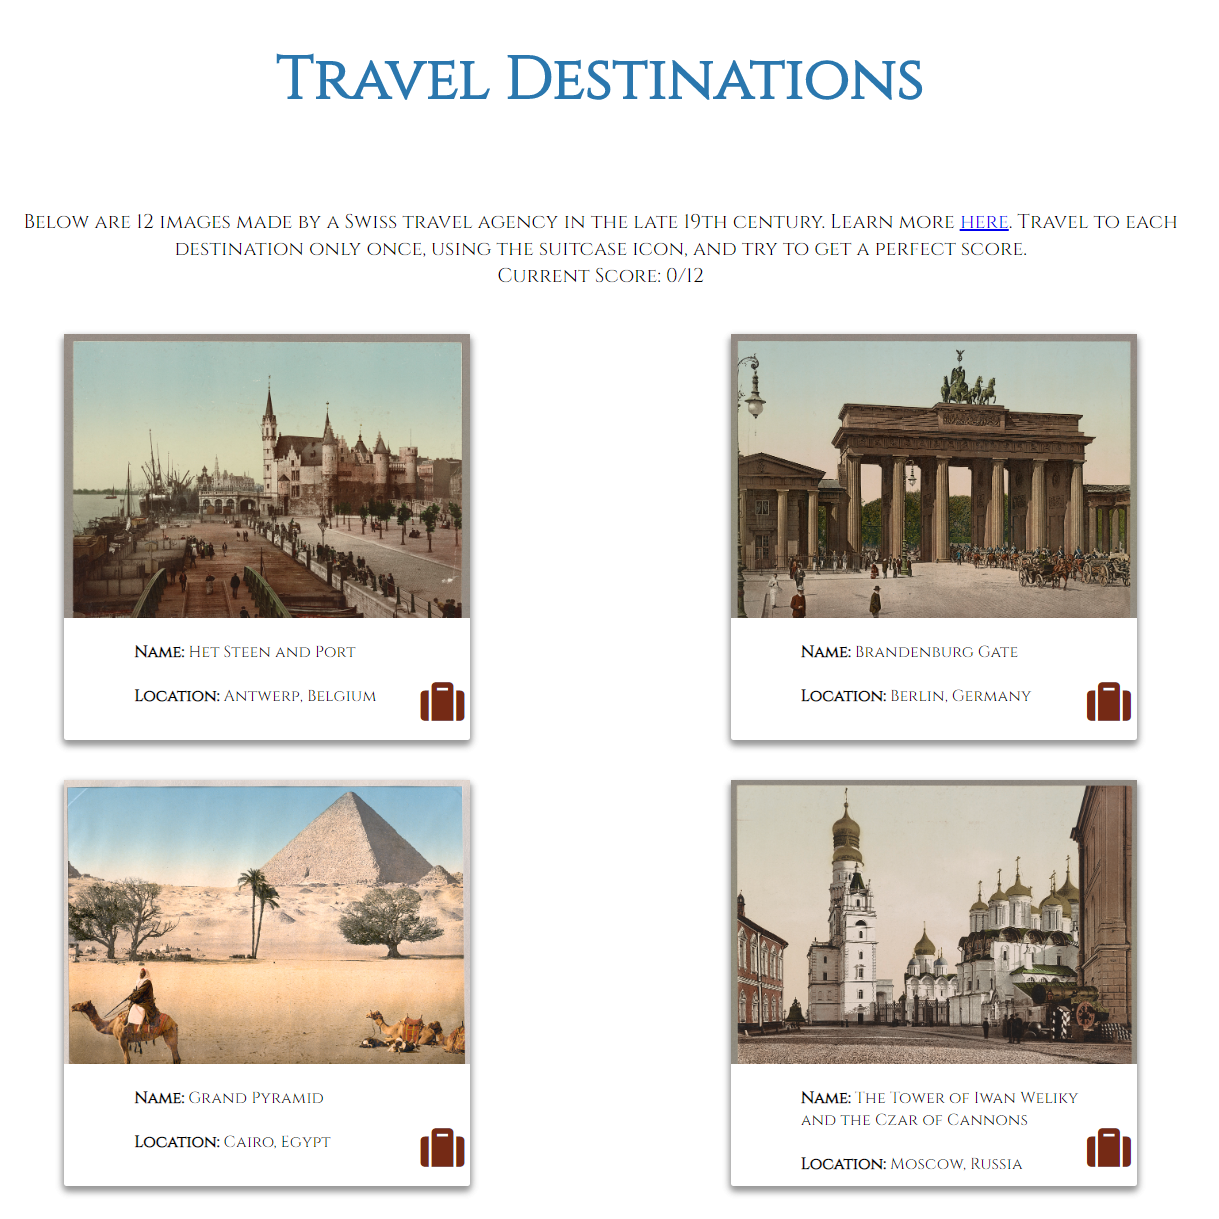 Travel Destinations
Below are 12 images made by a Swiss travel agency in the late 19th century. Learn more here. Travel to each
destination only once, using the suitcase icon, and try to get a perfect score.
Current Score: 0/12
Name: Het Steen and Port
Location: Antwerp, Belgium
Name: Brandenburg Gate
Location: Berlin, Germany
Name: Grand Pyramid
Location: Cairo, Egypt
Name: The Tower of Iwan Weliky
and the Czar of Cannons
Location: Moscow, Russia